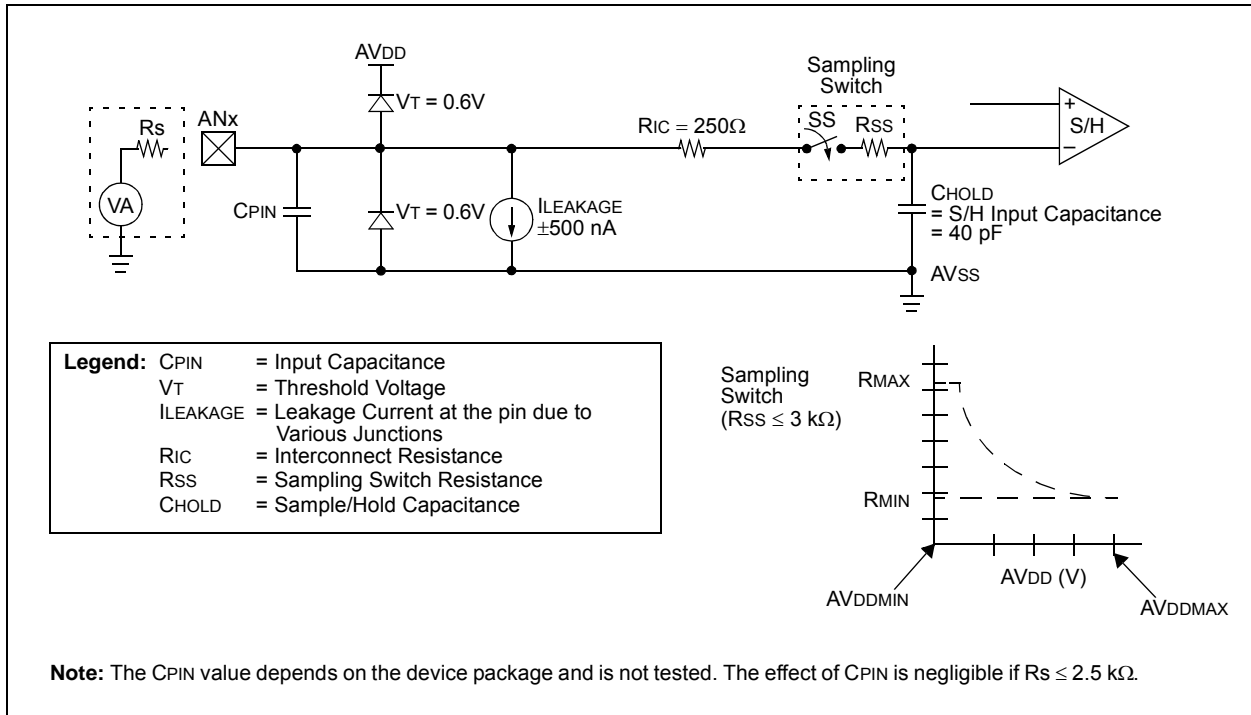 AVDD
Sampling
Switch
VT = 0.6V
Rs
ANx
RIC = 250Ω
SS
RSS
+
S/H
−
VA
CPIN
VT = 0.6V
ILEAKAGE
±500 nA
CHOLD
= S/H Input Capacitance
= 40 pF
AVSS
Legend: CPIN = Input Capacitance
VT = Threshold Voltage
ILEAKAGE = Leakage Current at the pin due to
Various Junctions
RIC = Interconnect Resistance
RSS = Sampling Switch Resistance
CHOLD = Sample/Hold Capacitance
Sampling
Switch
(RSS ≤ 3 kΩ)
RMAX
RMIN
AVDD (V)
AVDDMIN
AVDDMAX
Note: The CPIN value depends on the device package and is not tested. The effect of CPIN is negligible if Rs ≤ 2.5 kΩ.